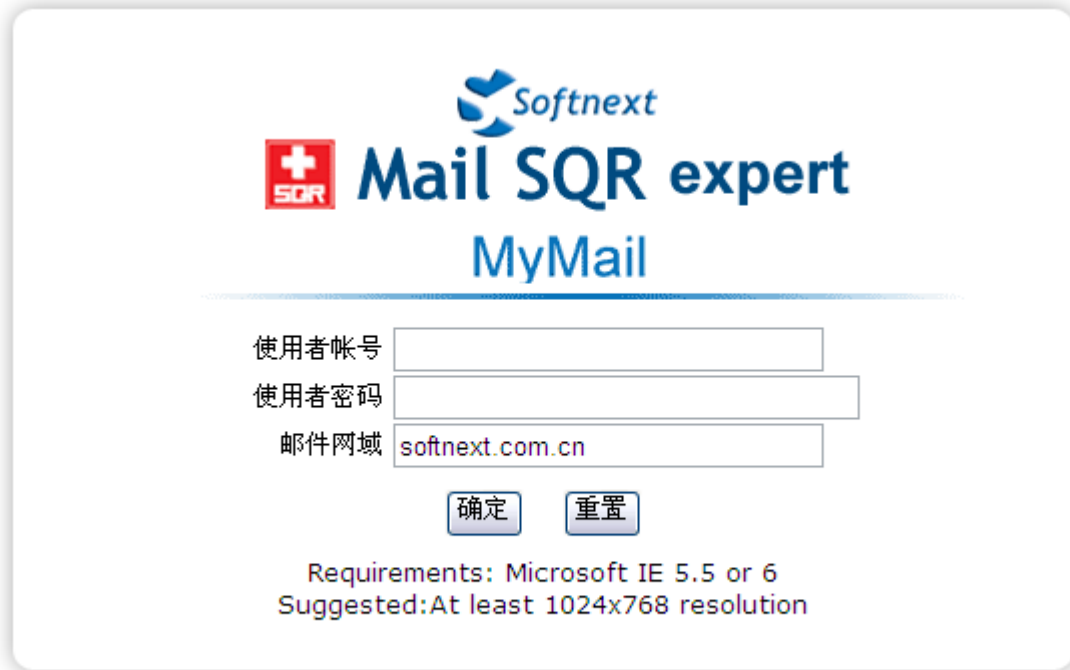 Softnext
SQR Mail SQR expert
MyMail
使用者帐号
使用者密码
邮件网域 softnext.com.cn
确定 重置
Requirements: Microsoft IE 5.5 or 6
Suggested:At least 1024x768 resolution